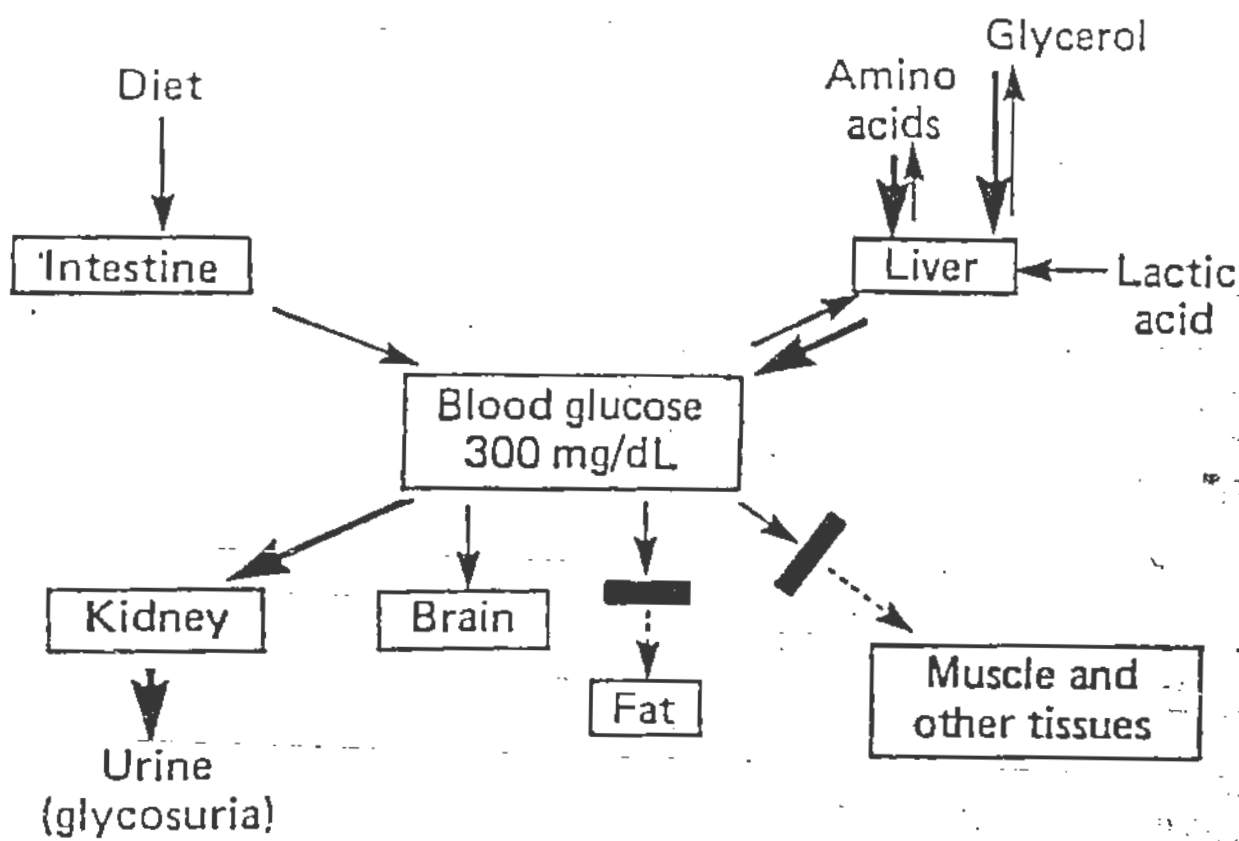 Glycerol
Diet
Amino
acids
Intestine
Liver
Lactic
acid
Blood glucose
300 mg/dL
Kidney
Brain
Fat
Muscle and
other tissues
Urine
(glycosuria)